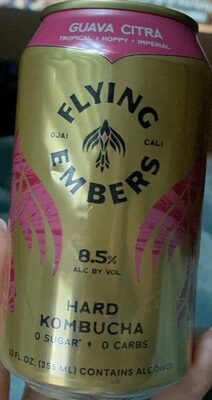 GUAVA CITRA
TROPICAL + HOPPY + IMPERIAL
FLYING
OJAI CALI
EMBERS
8.5%
ALC BY VOL
HARD
KOMBUCHA
0 SUGAR* + 0 CARBS
12 FL. OZ. (355 ML) CONTAINS ALCOHOL